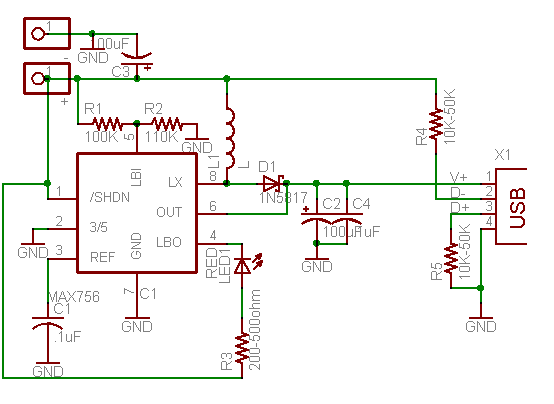 1
-
GND
100uF
C3
1
+
R1
100K
R2
110K
GND
5
LBI
/SHDN
3/5
REF
GND
LX
OUT
LBO
1
2
3
8
6
4
7
C1
MAX756
GND
GND
C1
.1uF
GND
L1
L
D1
1N5817
C2
100uF
C4
1uF
GND
RED
LED1
R3
200-500ohm
R4
10K-50K
V+
D-
D+
1
2
3
4
X1
USB
R5
10K-50K
GND